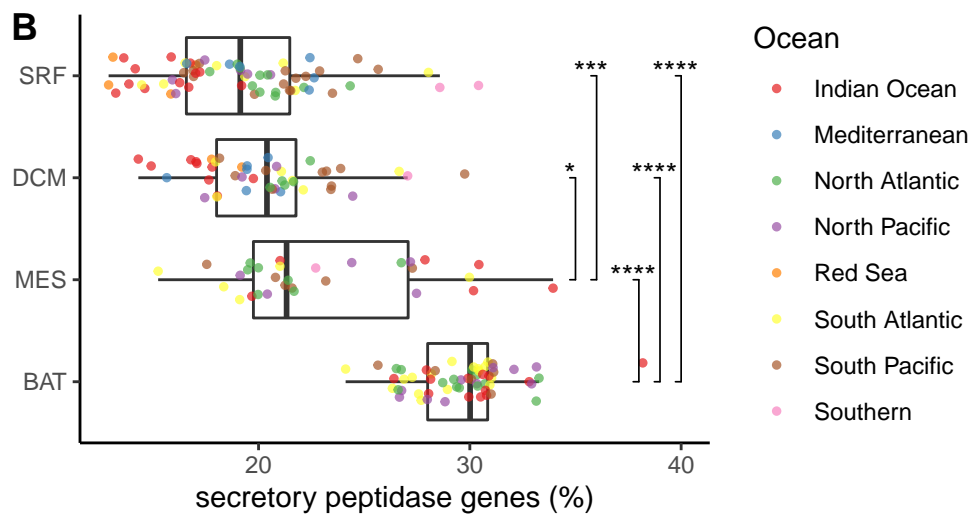 B
SRF
DCM
MES
BAT
*** ****
* ****
****
20 30 40
secretory peptidase genes (%)
Ocean
Indian Ocean
Mediterranean
North Atlantic
North Pacific
Red Sea
South Atlantic
South Pacific
Southern